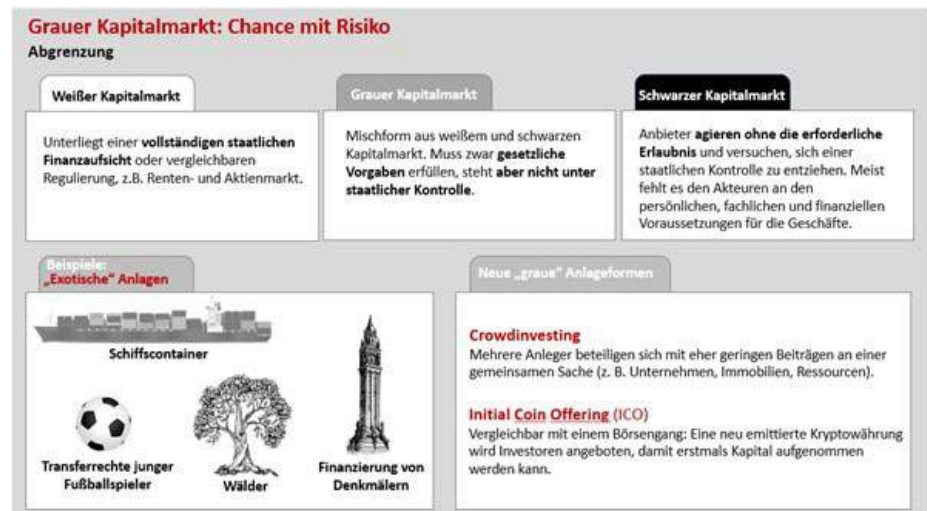 Grauer Kapitalmarkt: Chance mit Risiko
Abgrenzung
Weißer Kapitalmarkt
Unterliegt einer vollständigen staatlichen
Finanzaufsicht oder vergleichbaren
Regulierung, z.B. Renten- und Aktienmarkt.
Grauer Kapitalmarkt
Mischform aus weißem und schwarzen
Kapitalmarkt. Muss zwar gesetzliche
Vorgaben erfüllen, steht aber nicht unter
staatlicher Kontrolle.
Schwarzer Kapitalmarkt
Anbieter agieren ohne die erforderliche
Erlaubnis und versuchen, sich einer
staatlichen Kontrolle zu entziehen. Meist
fehlt es den Akteuren an den
persönlichen, fachlichen und finanziellen
Voraussetzungen für die Geschäfte.
Beispiele:
„Exotische“ Anlagen
Schiffscontainer
Transferrechte junger
Fußballspieler
Wälder
Finanzierung von
Denkmälern
Neue „graue“ Anlageformen
Crowdinvesting
Mehrere Anleger beteiligen sich mit eher geringen Beiträgen an einer
gemeinsamen Sache (z. B. Unternehmen, Immobilien, Ressourcen).
Initial Coin Offering (ICO)
Vergleichbar mit einem Börsengang: Eine neu emittierte Kryptowährung
wird Investoren angeboten, damit erstmals Kapital aufgenommen
werden kann.